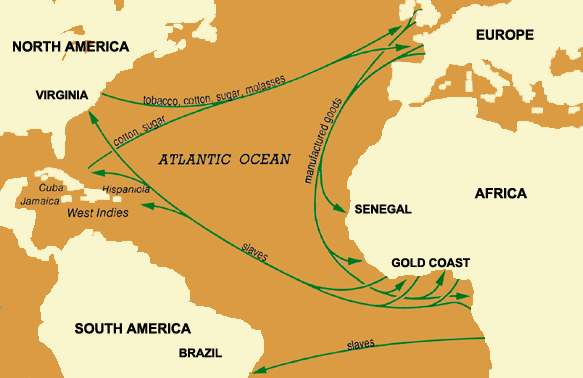 NORTH AMERICA
EUROPE
VIRGINIA
tobacco, cotton, sugar, molasses
cotton, sugar
manufactured goods
ATLANTIC OCEAN
Cuba
Hispaniola
Jamaica
West Indies
AFRICA
SENEGAL
slaves
GOLD COAST
SOUTH AMERICA
BRAZIL
slaves